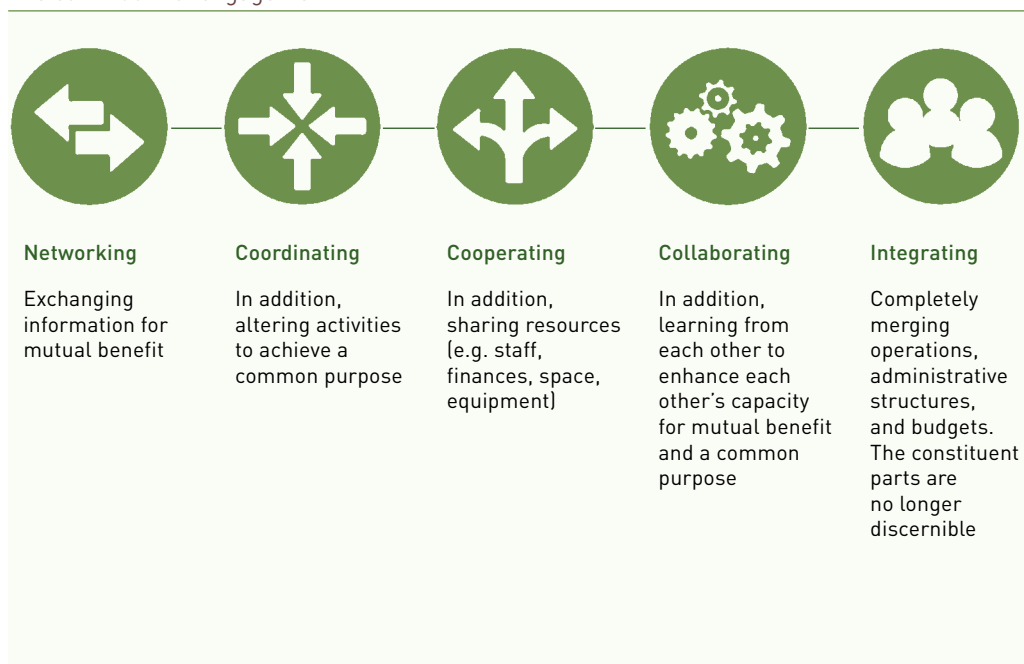 Networking
Exchanging
information for
mutual benefit
Coordinating
In addition,
altering activities
to achieve a
common purpose
Cooperating
In addition,
sharing resources
(e.g. staff,
finances, space,
equipment)
Collaborating
In addition,
learning from
each other to
enhance each
other's capacity
for mutual benefit
and a common
purpose
Integrating
Completely
merging
operations,
administrative
structures,
and budgets.
The constituent
parts are
no longer
discernible